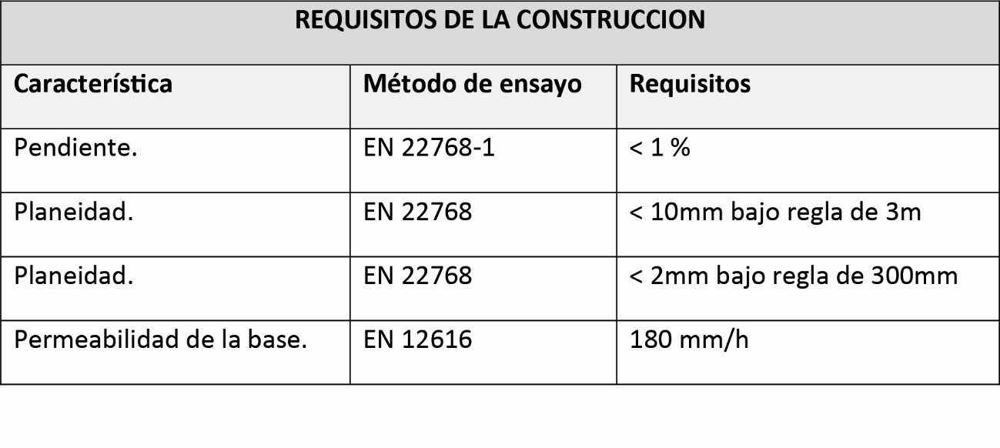 REQUISITOS DE LA CONSTRUCCION
Característica Método de ensayo Requisitos
Pendiente. EN 22768-1 < 1 %
Planeidad. EN 22768 < 10mm bajo regla de 3m
Planeidad. EN 22768 < 2mm bajo regla de 300mm
Permeabilidad de la base. EN 12616 180 mm/h